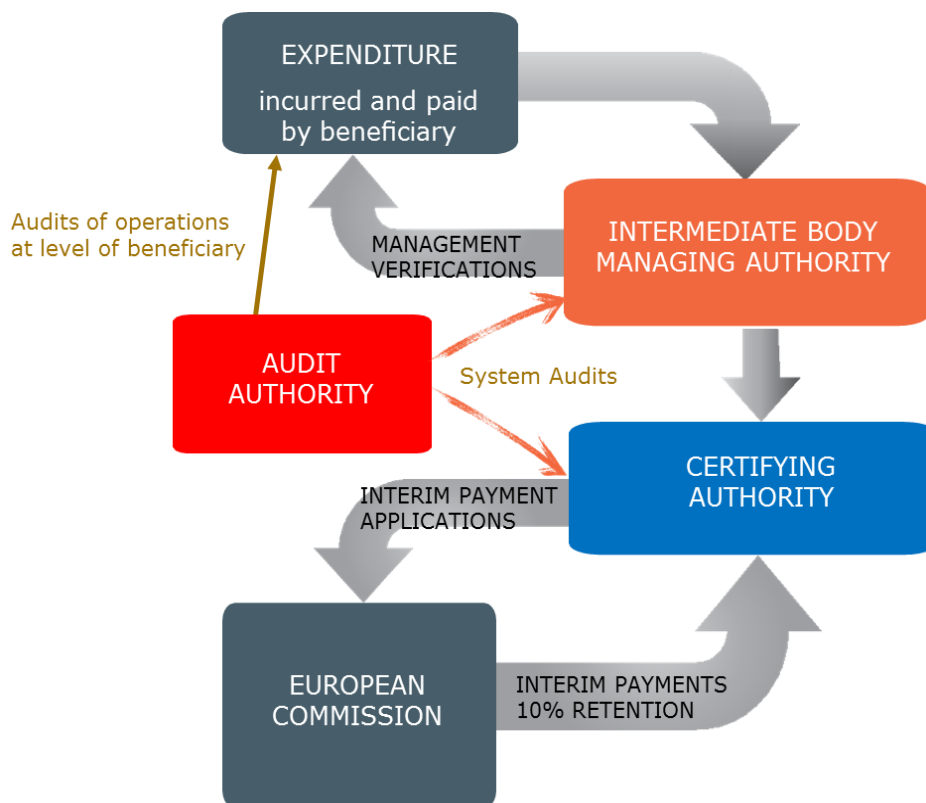 EXPENDITURE
incurred and paid
by beneficiary
Audits of operations
at level of beneficiary
MANAGEMENT
VERIFICATIONS
INTERMEDIATE BODY
MANAGING AUTHORITY
AUDIT
AUTHORITY
System Audits
CERTIFYING
AUTHORITY
INTERIM PAYMENT
APPLICATIONS
EUROPEAN
COMMISSION
INTERIM PAYMENTS
10% RETENTION